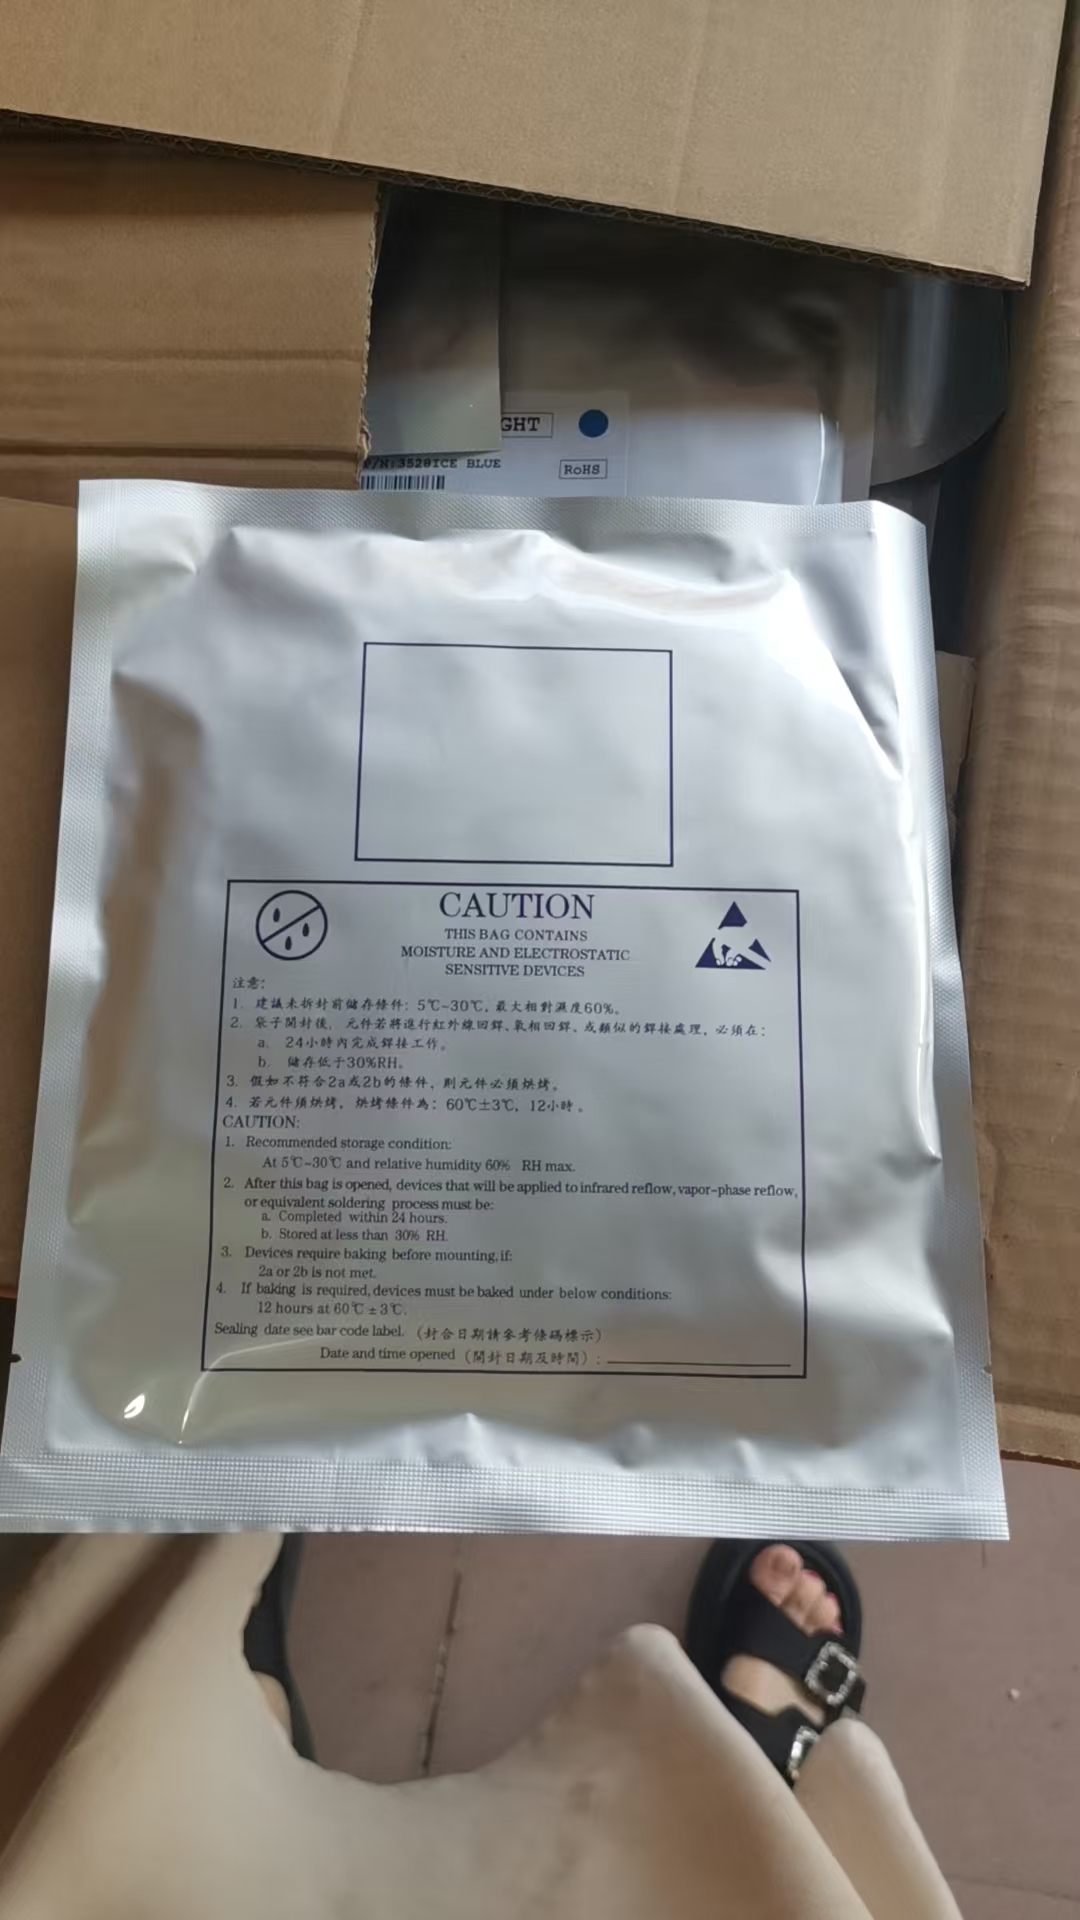 GHT
P/N:3528ICE BLUE
RoHS
CAUTION
THIS BAG CONTAINS
MOISTURE AND ELECTROSTATIC
SENSITIVE DEVICES
注意:
1. 建議未拆封前儲存條件: 5℃~30℃, 最大相對濕度60%。
2. 袋子開封後, 元件若將進行紅外線回銲、氣相回銲, 或類似的銲接處理, 必須在:
a. 24小時內完成銲接工作。
b. 儲存低于30%RH。
3. 假如不符合2a或2b的條件, 則元件必須烘烤。
4. 若元件須烘烤, 烘烤條件為: 60℃±3℃, 12小時。
CAUTION:
1. Recommended storage condition:
At 5℃~30℃ and relative humidity 60% RH max.
2. After this bag is opened, devices that will be applied to infrared reflow, vapor-phase reflow,
or equivalent soldering process must be:
a. Completed within 24 hours.
b. Stored at less than 30% RH.
3. Devices require baking before mounting, if:
2a or 2b is not met.
4. If baking is required, devices must be baked under below conditions:
12 hours at 60℃ ± 3℃.
Sealing date see bar code label. (封合日期請參考條碼標示)
Date and time opened (開封日期及時間) :